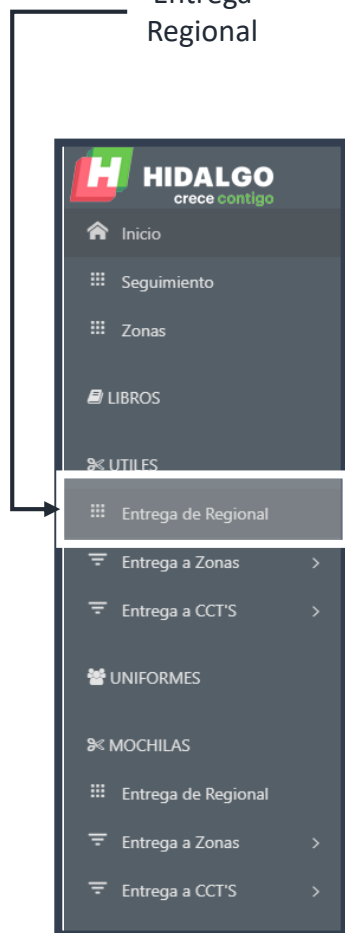 Entrega
Regional
H HIDALGO
crece contigo
Inicio
Seguimiento
Zonas
LIBROS
UTILES
Entrega de Regional
Entrega a Zonas
Entrega a CCT'S
UNIFORMES
MOCHILAS
Entrega de Regional
Entrega a Zonas
Entrega a CCT'S